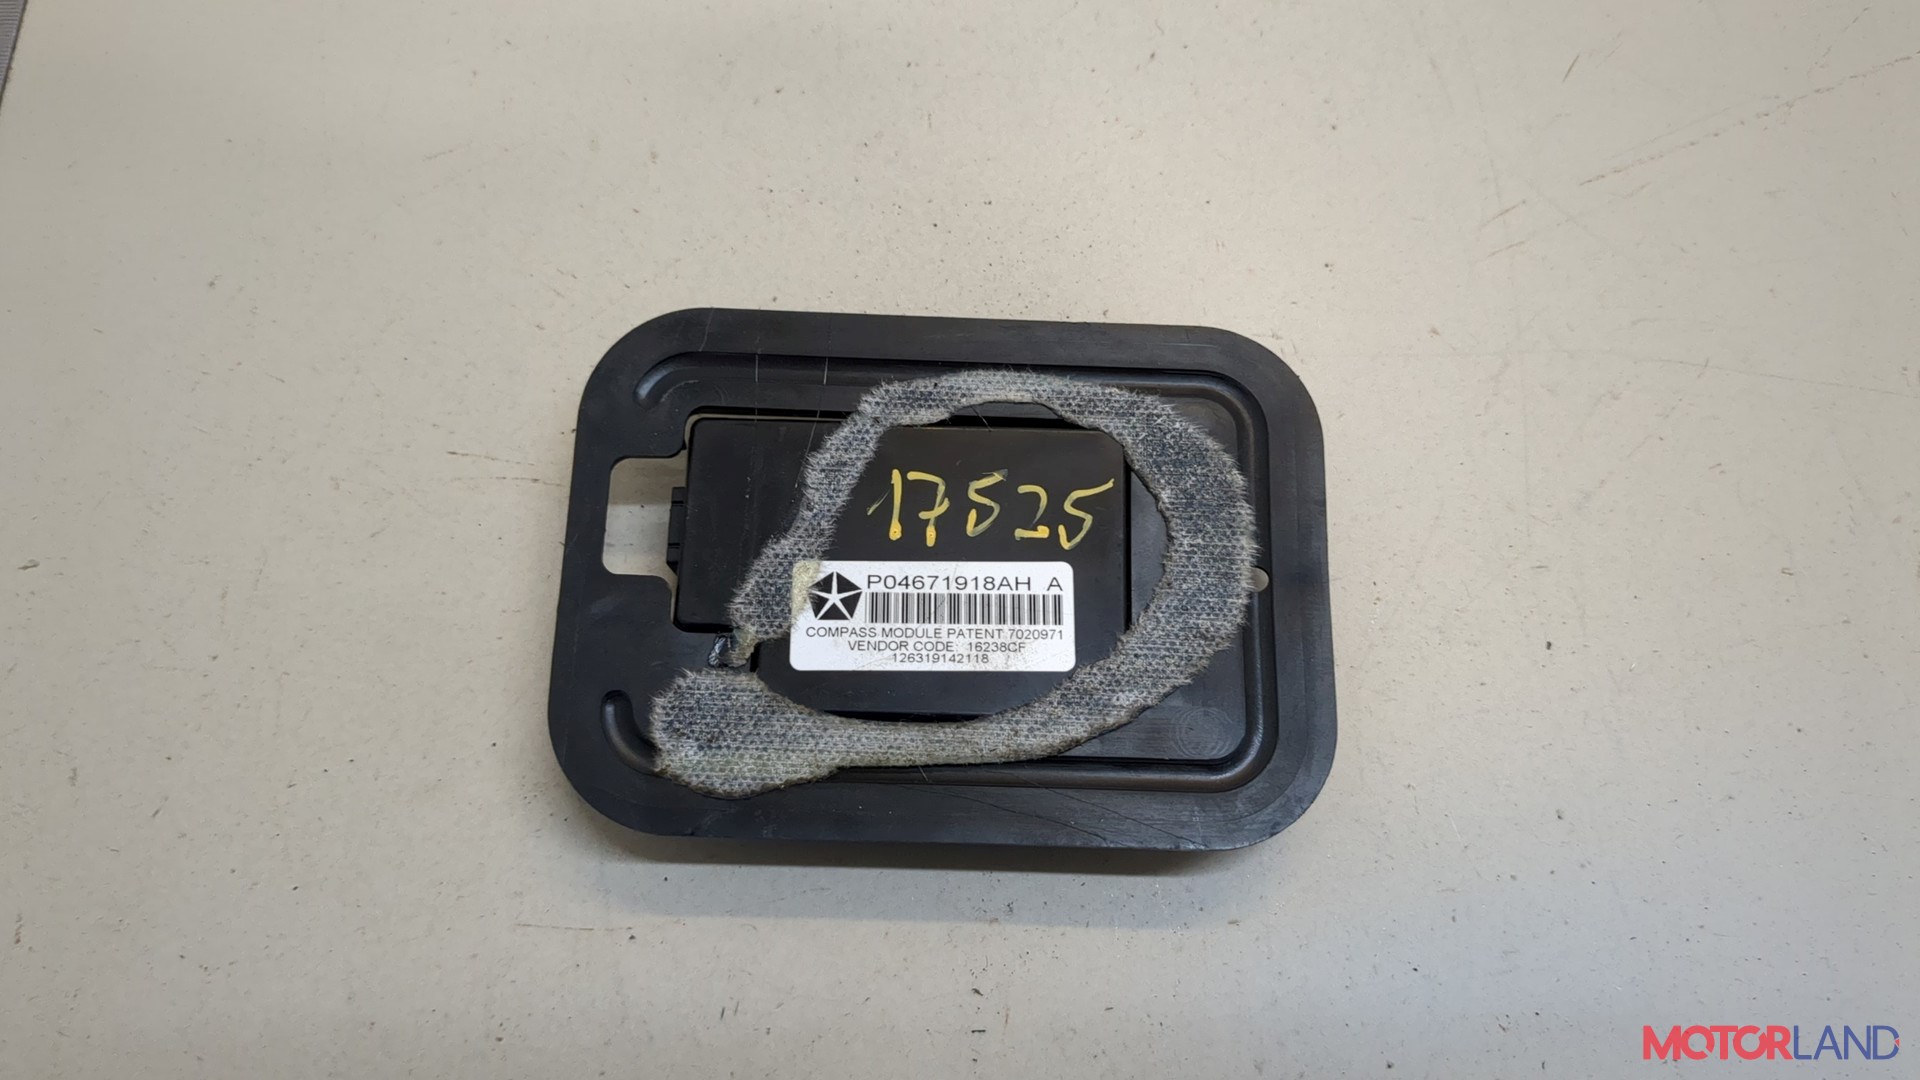 17525
P04671918AH A
COMPASS MODULE PATENT 7020971
VENDOR CODE: 16238CF
126319142118
MOTORLAND